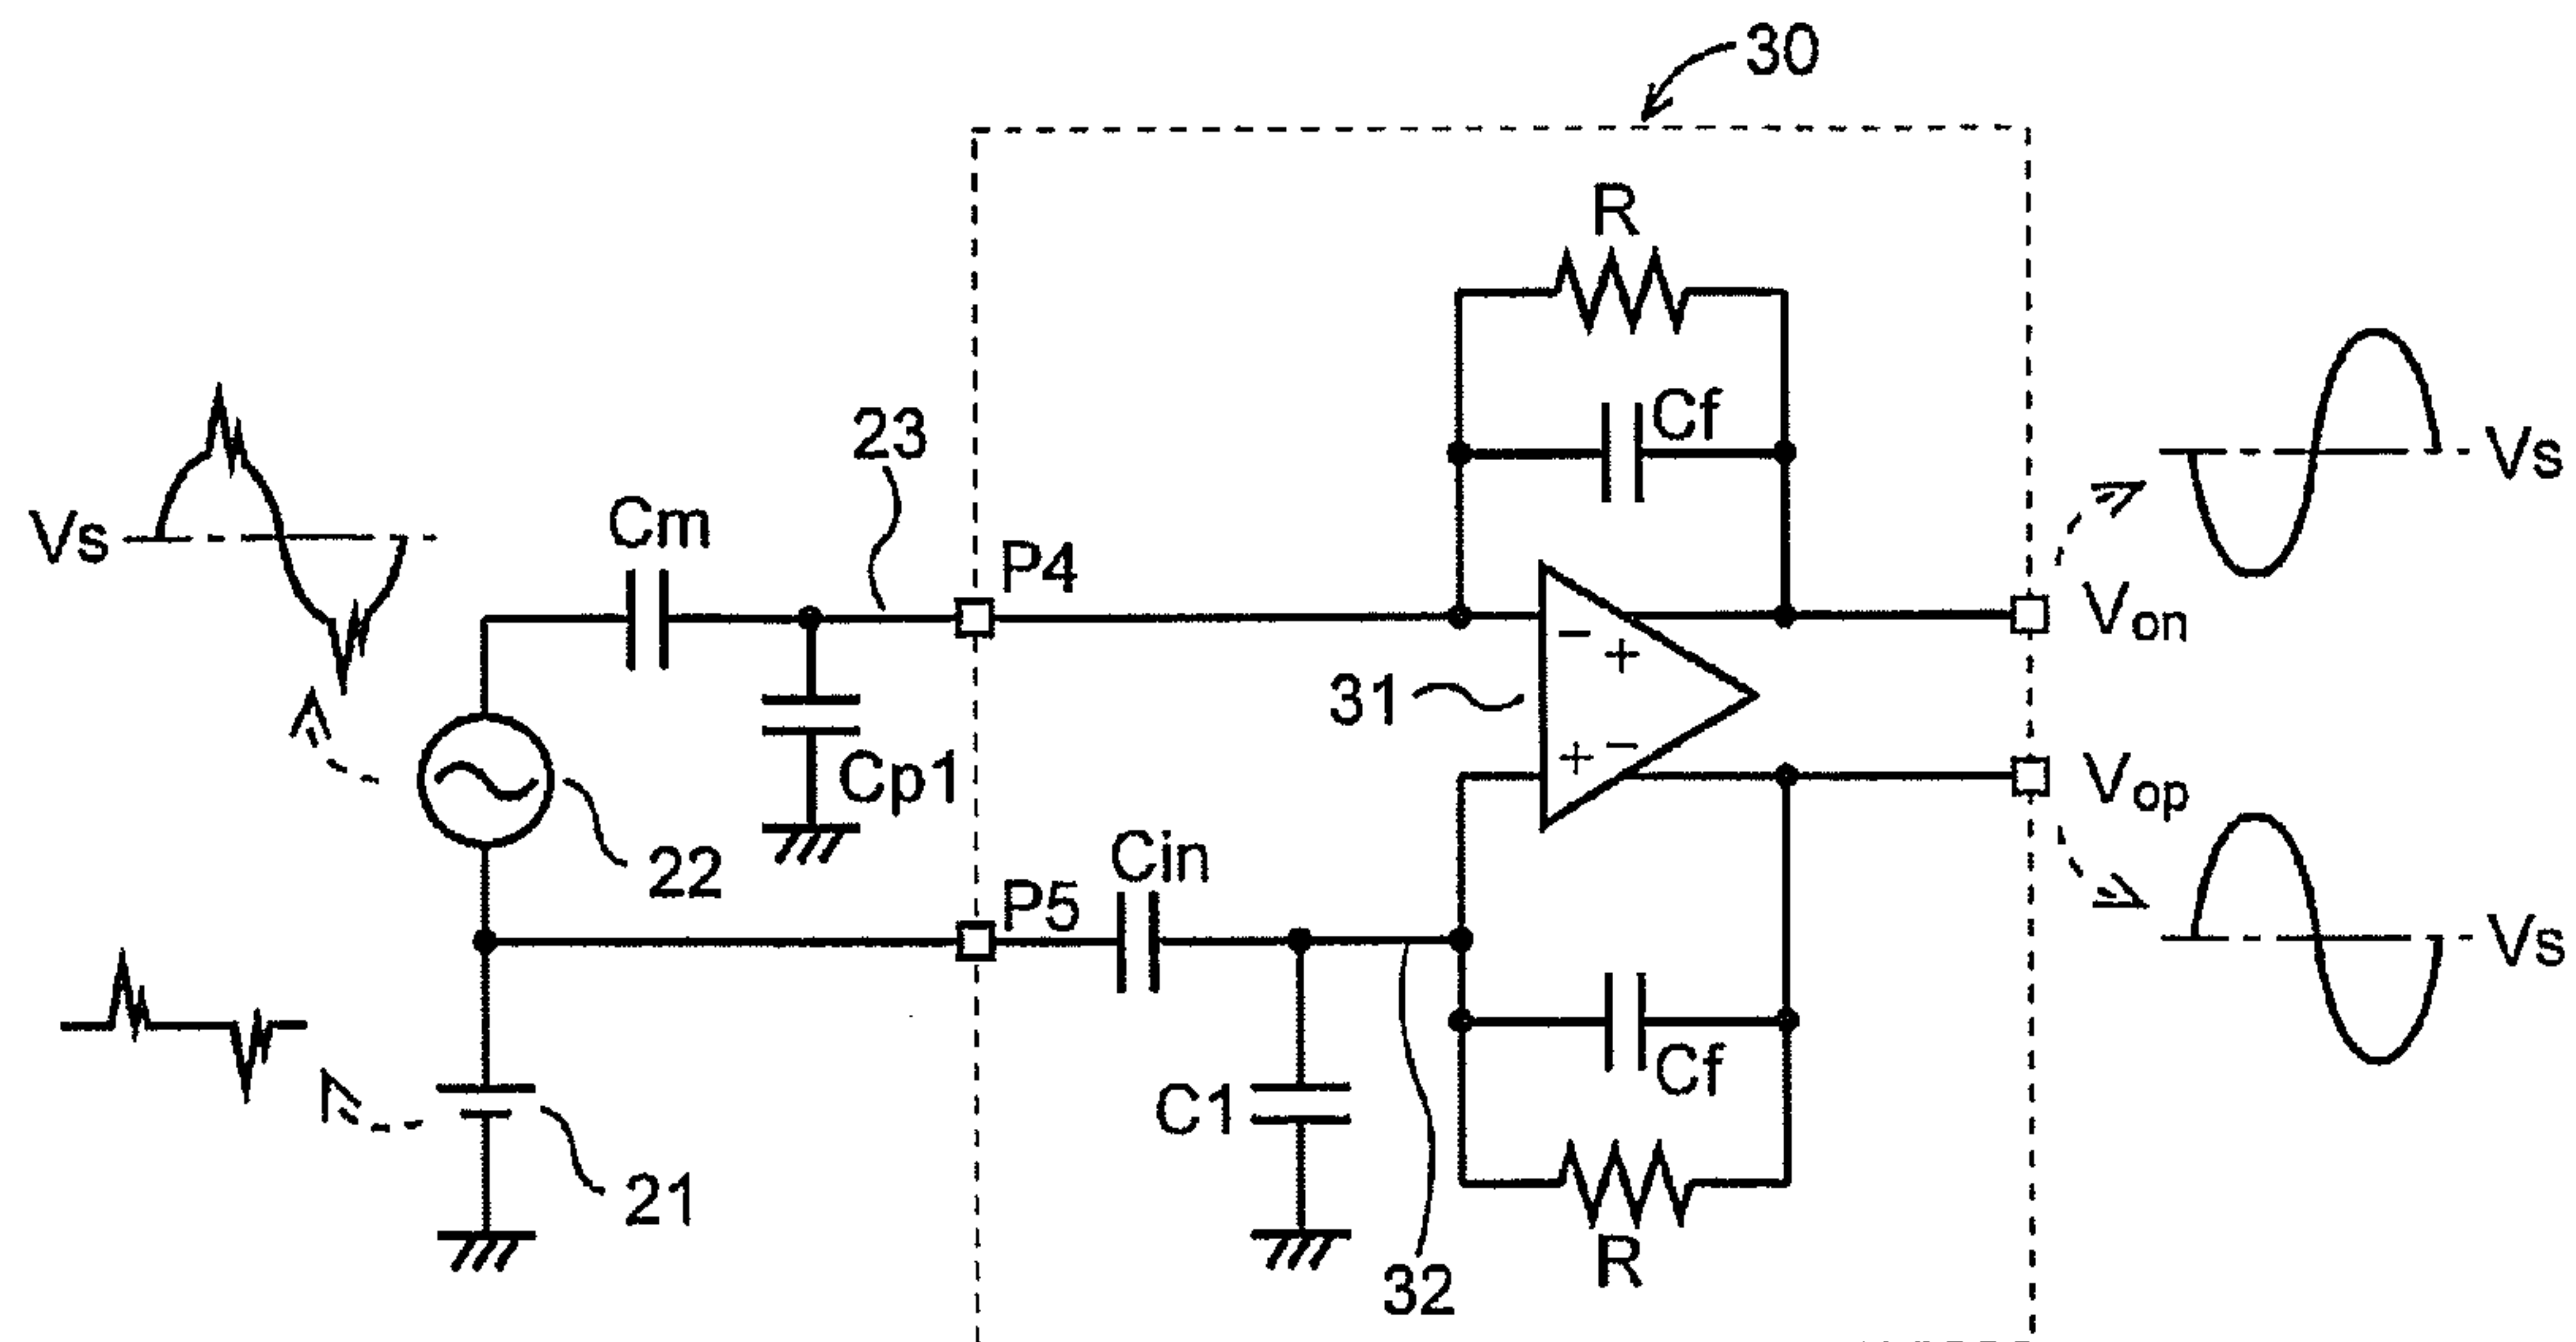 30
R
Cf
23
Vs
Vs
Cm
P4
Von
31
− +
+ −
Cp1
Vop
22
Cin
P5
Vs
Cf
C1
21
R
32